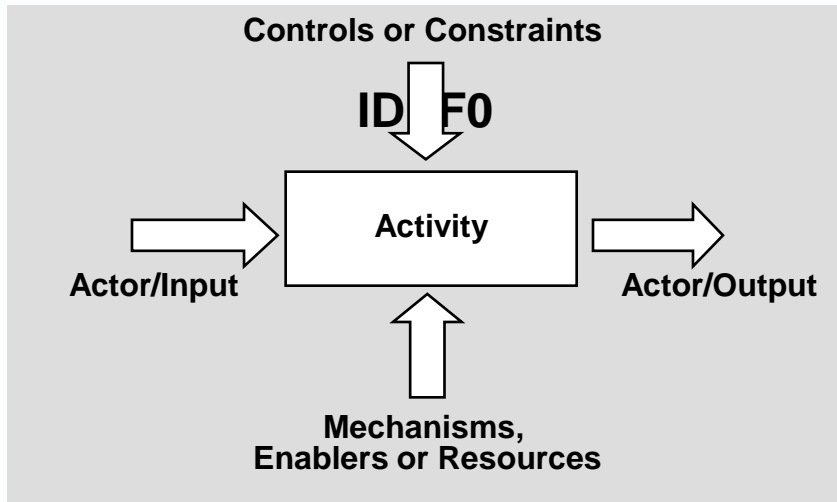 Controls or Constraints
ID F0
Activity
Actor/Input
Actor/Output
Mechanisms,
Enablers or Resources